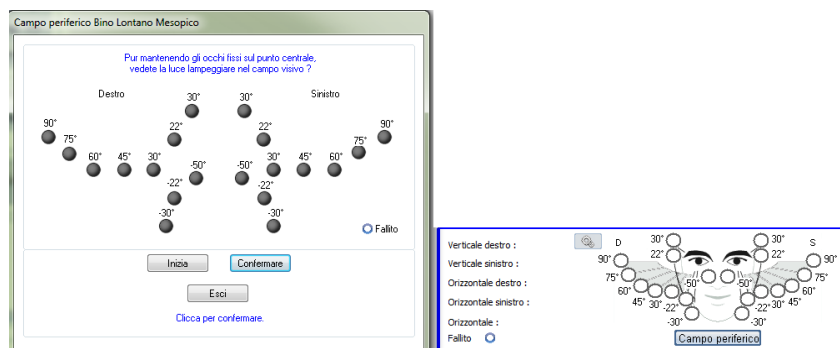 Campo periferico Bino Lontano Mesopico
Pur mantenendo gli occhi fissi sul punto centrale,
vedete la luce lampeggiare nel campo visivo ?
Destro Sinistro
30° 30°
90° 75° 22° 22° 75° 90°
60° 45° 30° -50° -50° 30° 45° 60°
-22° -22°
-30° -30°
Fallito
Inizia Confermare
Esci
Clicca per confermare.
Verticale destro :
Verticale sinistro :
Orizzontale destro :
Orizzontale sinistro :
Orizzontale :
Fallito
D S
30° 30°
90° 22° 22° 90°
75° -50° -50° 75°
60° 60°
45° 30° -22° -22° 30° 45°
-30° -30°
Campo periferico